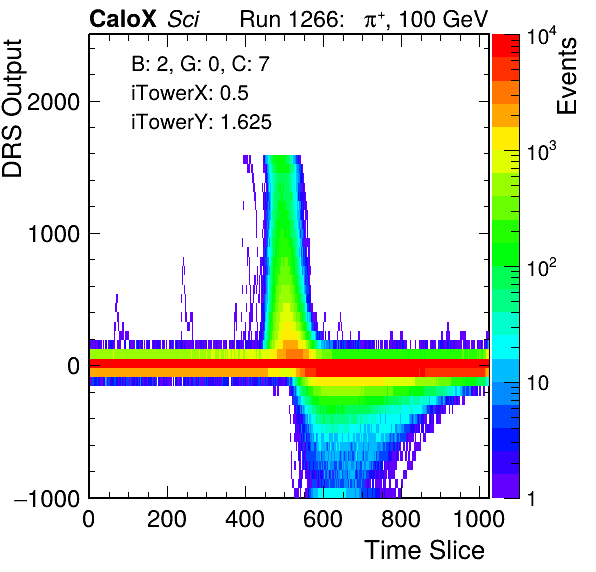 CaloX Sci Run 1266: π⁺, 100 GeV
B: 2, G: 0, C: 7
iTowerX: 0.5
iTowerY: 1.625
DRS Output
2000
1000
0
−1000
0 200 400 600 800 1000
Time Slice
Events
10⁴
10³
10²
10
1